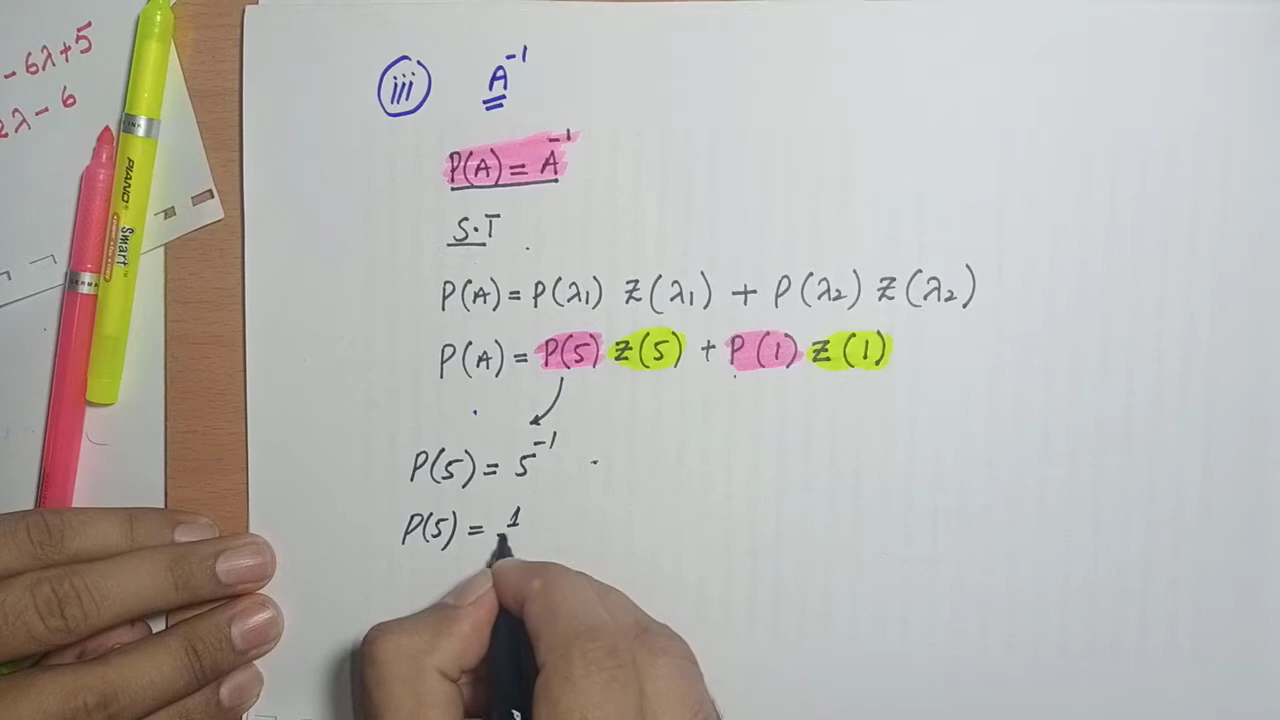 - 6λ+5
2λ - 6
iii A⁻¹
P(A) = A⁻¹
S.T
P(A) = P(λ₁) Z(λ₁) + P(λ₂) Z(λ₂)
P(A) = P(5) Z(5) + P(1) Z(1)
P(5) = 5⁻¹
P(5) = 1
PIANO
Smart